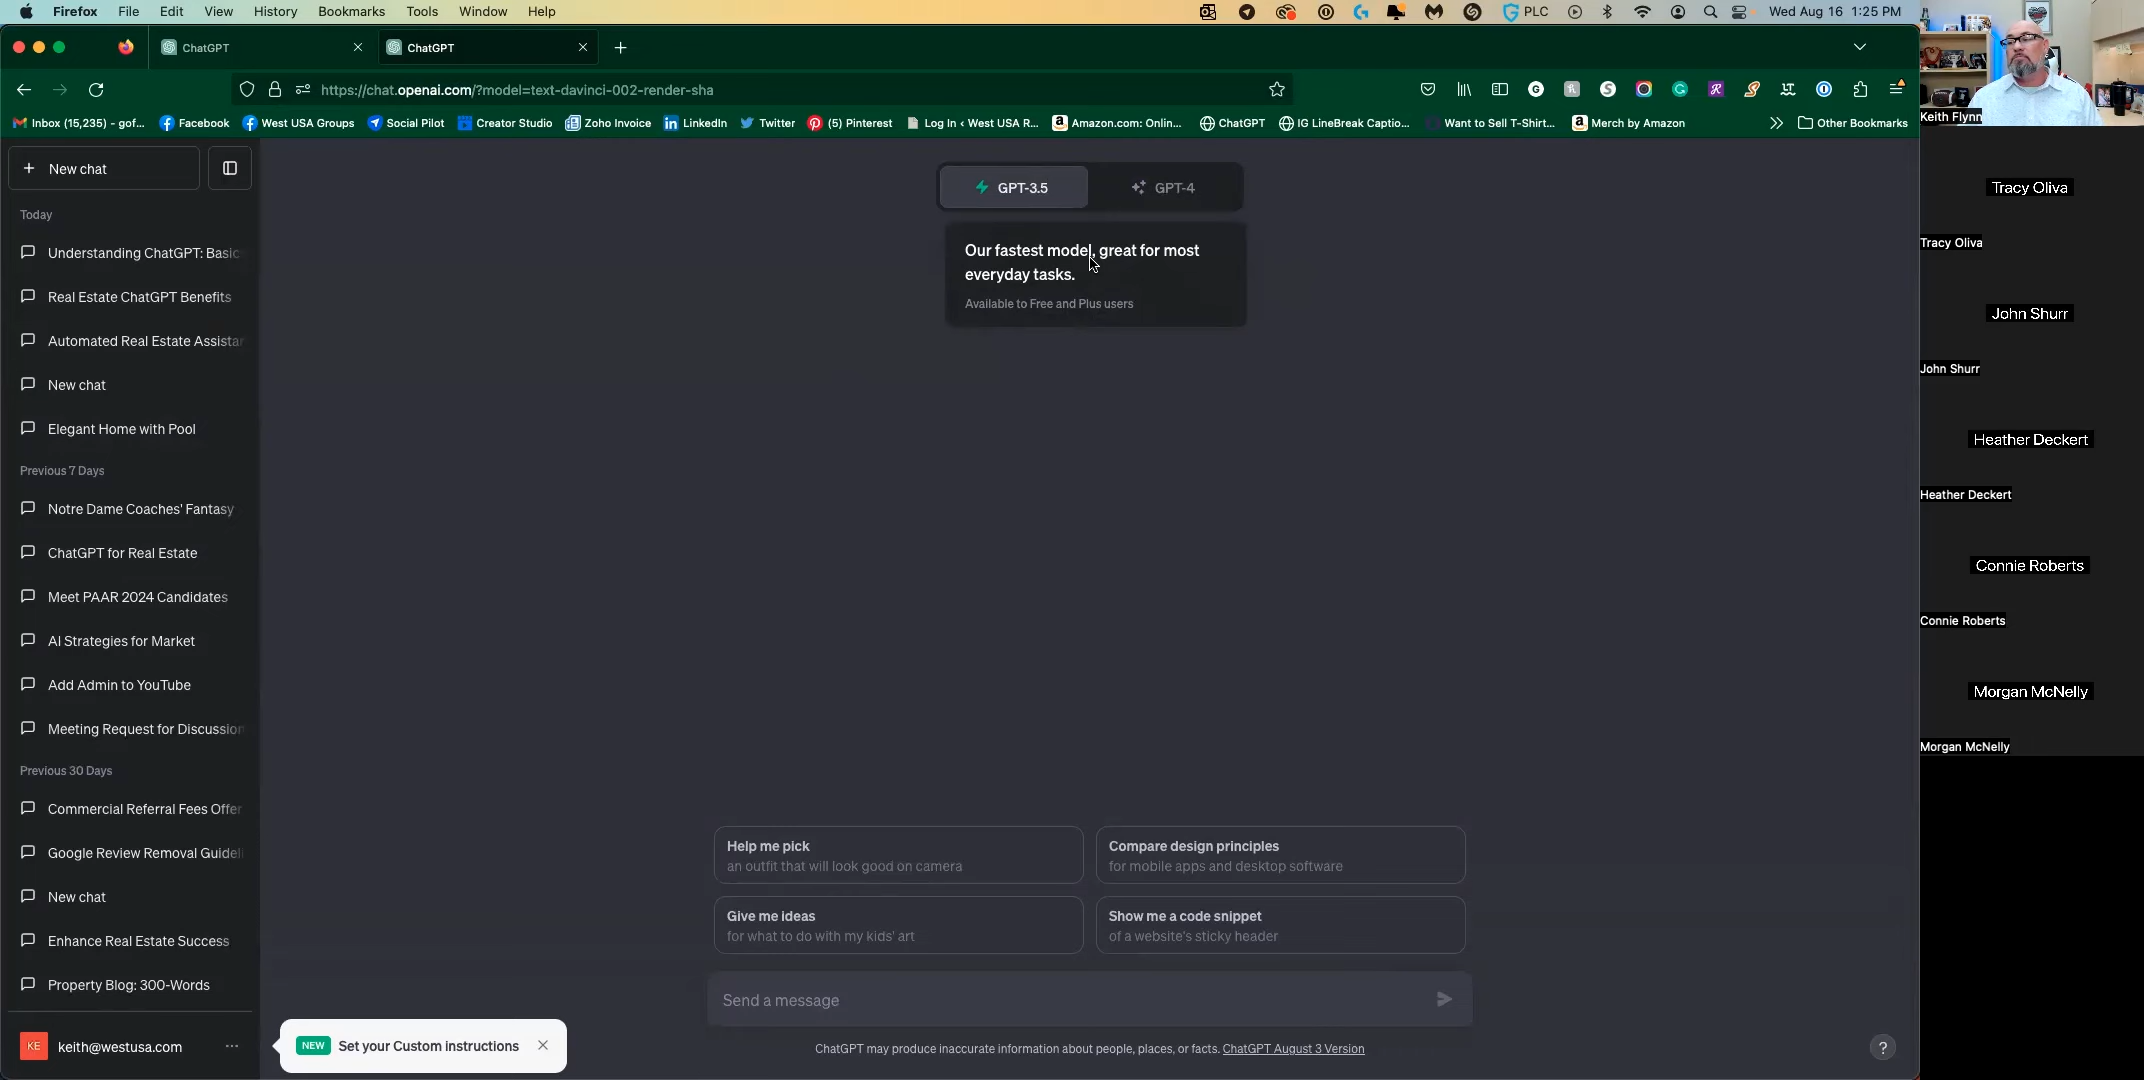 Firefox File Edit View History Bookmarks Tools Window Help PLC Wed Aug 16 1:25 PM
ChatGPT ChatGPT
https://chat.openai.com/?model=text-davinci-002-render-sha
Inbox (15,235) - gof... Facebook West USA Groups Social Pilot Creator Studio Zoho Invoice LinkedIn Twitter (5) Pinterest Log In ‹ West USA R... Amazon.com: Onlin... ChatGPT IG LineBreak Captio... Want to Sell T-Shirt... Merch by Amazon Other Bookmarks
New chat
Today
Understanding ChatGPT: Basic
Real Estate ChatGPT Benefits
Automated Real Estate Assistan
New chat
Elegant Home with Pool
Previous 7 Days
Notre Dame Coaches' Fantasy
ChatGPT for Real Estate
Meet PAAR 2024 Candidates
AI Strategies for Market
Add Admin to YouTube
Meeting Request for Discussion
Previous 30 Days
Commercial Referral Fees Offer
Google Review Removal Guideli
New chat
Enhance Real Estate Success
Property Blog: 300-Words
KE keith@westusa.com
GPT-3.5 GPT-4
Our fastest model, great for most
everyday tasks.
Available to Free and Plus users
Help me pick
an outfit that will look good on camera
Compare design principles
for mobile apps and desktop software
Give me ideas
for what to do with my kids' art
Show me a code snippet
of a website's sticky header
Send a message
NEW Set your Custom instructions
ChatGPT may produce inaccurate information about people, places, or facts. ChatGPT August 3 Version
?
Keith Flynn
Tracy Oliva
Tracy Oliva
John Shurr
John Shurr
Heather Deckert
Heather Deckert
Connie Roberts
Connie Roberts
Morgan McNelly
Morgan McNelly